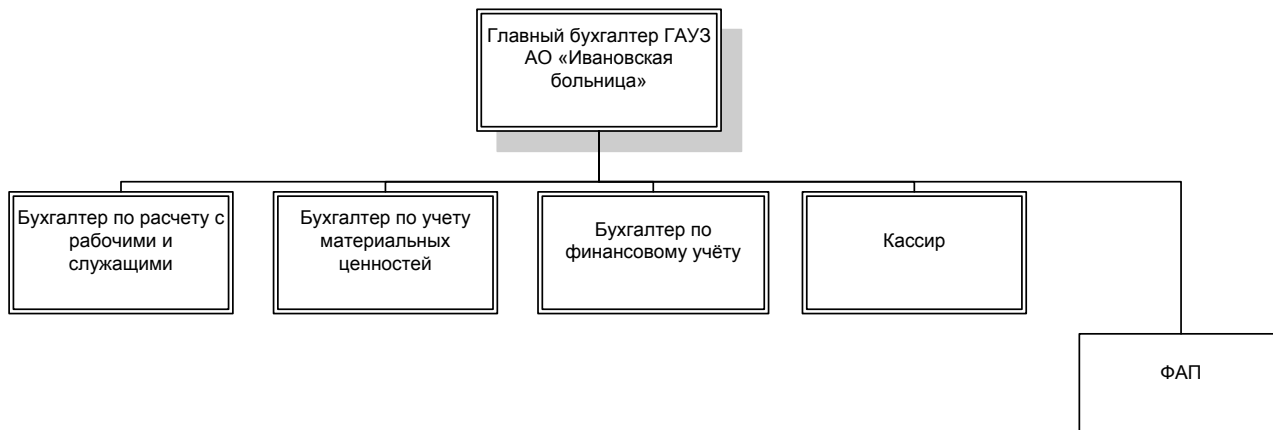 Главный бухгалтер ГАУЗ
АО «Ивановская
больница»
Бухгалтер по расчету с
рабочими и
служащими
Бухгалтер по учету
материальных
ценностей
Бухгалтер по
финансовому учёту
Кассир
ФАП